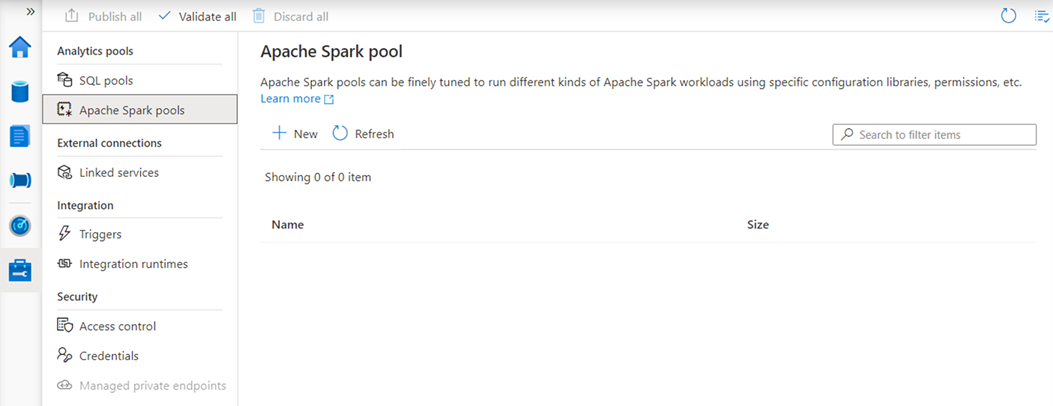 »
Publish all Validate all Discard all
Analytics pools
SQL pools
Apache Spark pools
External connections
Linked services
Integration
Triggers
Integration runtimes
Security
Access control
Credentials
Managed private endpoints
Apache Spark pool
Apache Spark pools can be finely tuned to run different kinds of Apache Spark workloads using specific configuration libraries, permissions, etc.
Learn more
New Refresh
Search to filter items
Showing 0 of 0 item
Name Size